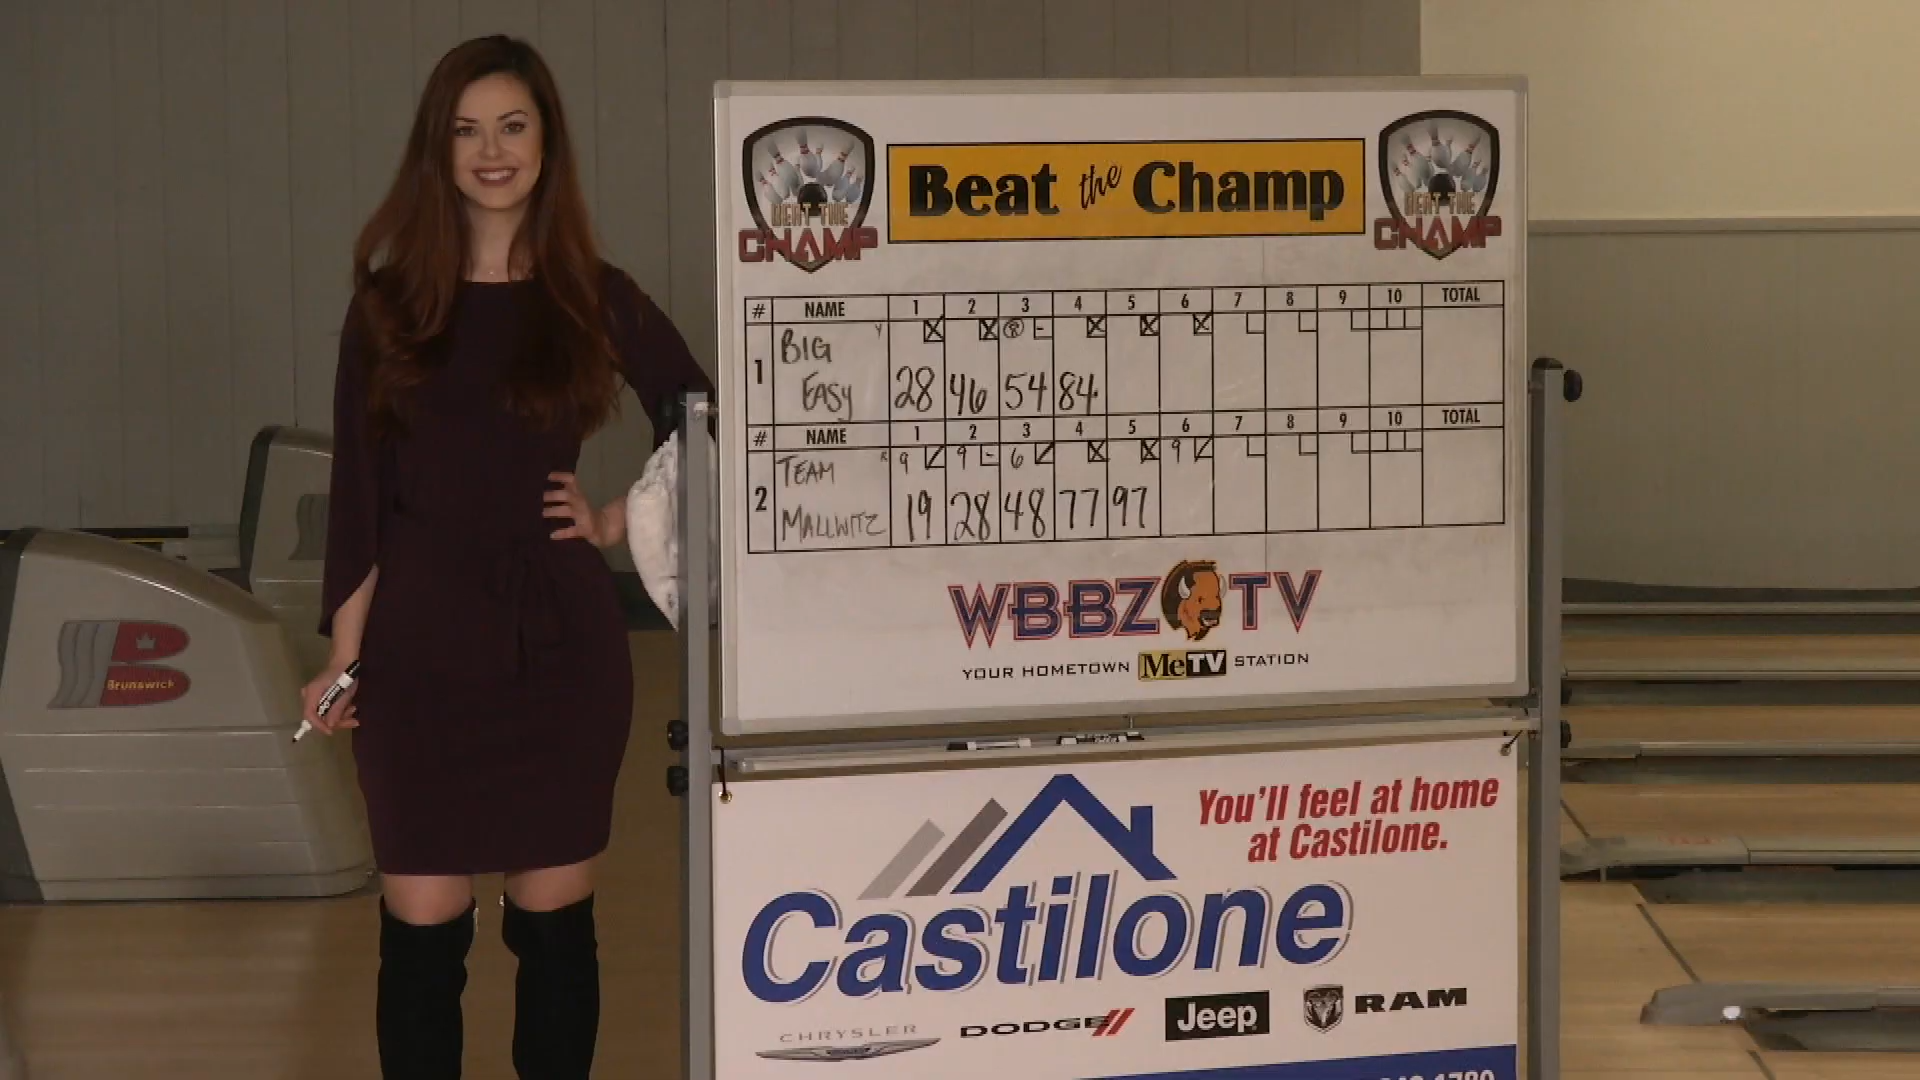 BEAT THE
CHAMP
Beat the Champ
BEAT THE
CHAMP
# NAME 1 2 3 4 5 6 7 8 9 10 TOTAL
1 BIG EASY Y X X 8 - X X X
28 46 54 84
# NAME 1 2 3 4 5 6 7 8 9 10 TOTAL
2 TEAM MALLWITZ R 9 / 9 - 6 / X X 9 /
19 28 48 77 97
WBBZ TV
YOUR HOMETOWN MeTV STATION
Brunswick
EXPO
You'll feel at home
at Castilone.
Castilone
CHRYSLER DODGE Jeep RAM